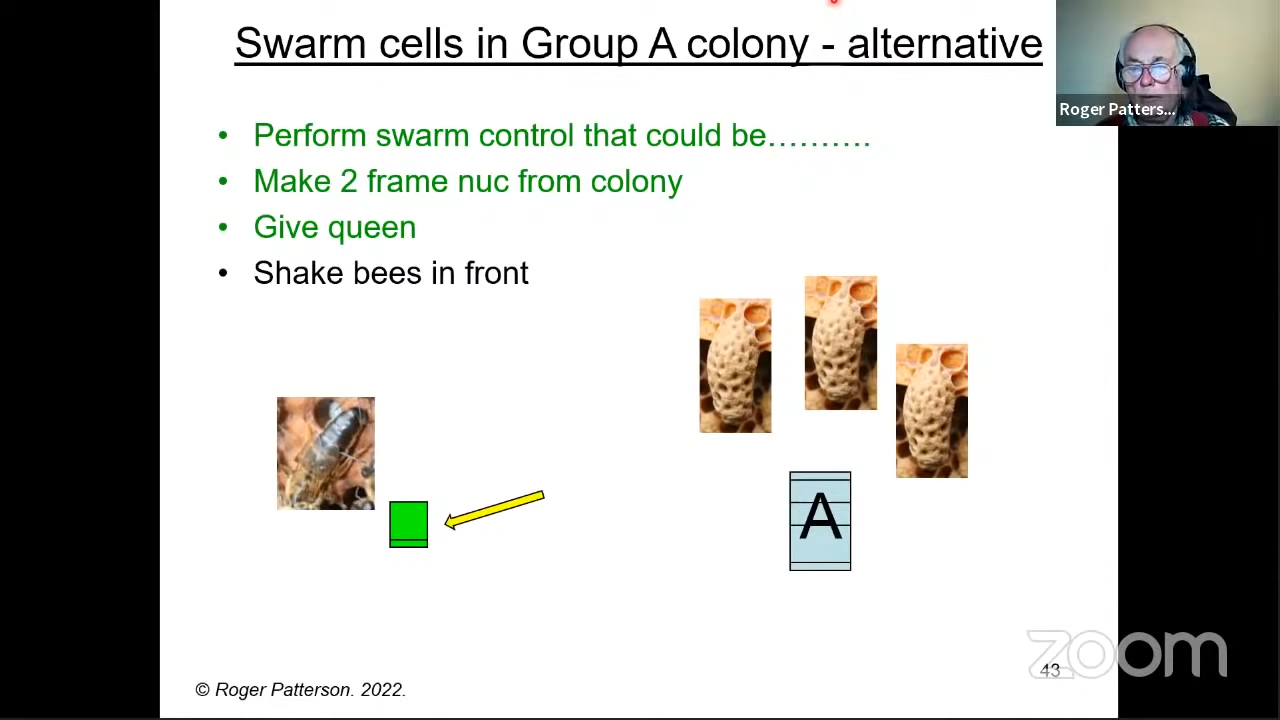 Swarm cells in Group A colony - alternative
Roger Patters...
• Perform swarm control that could be..........
• Make 2 frame nuc from colony
• Give queen
• Shake bees in front
A
zoom
43
© Roger Patterson. 2022.